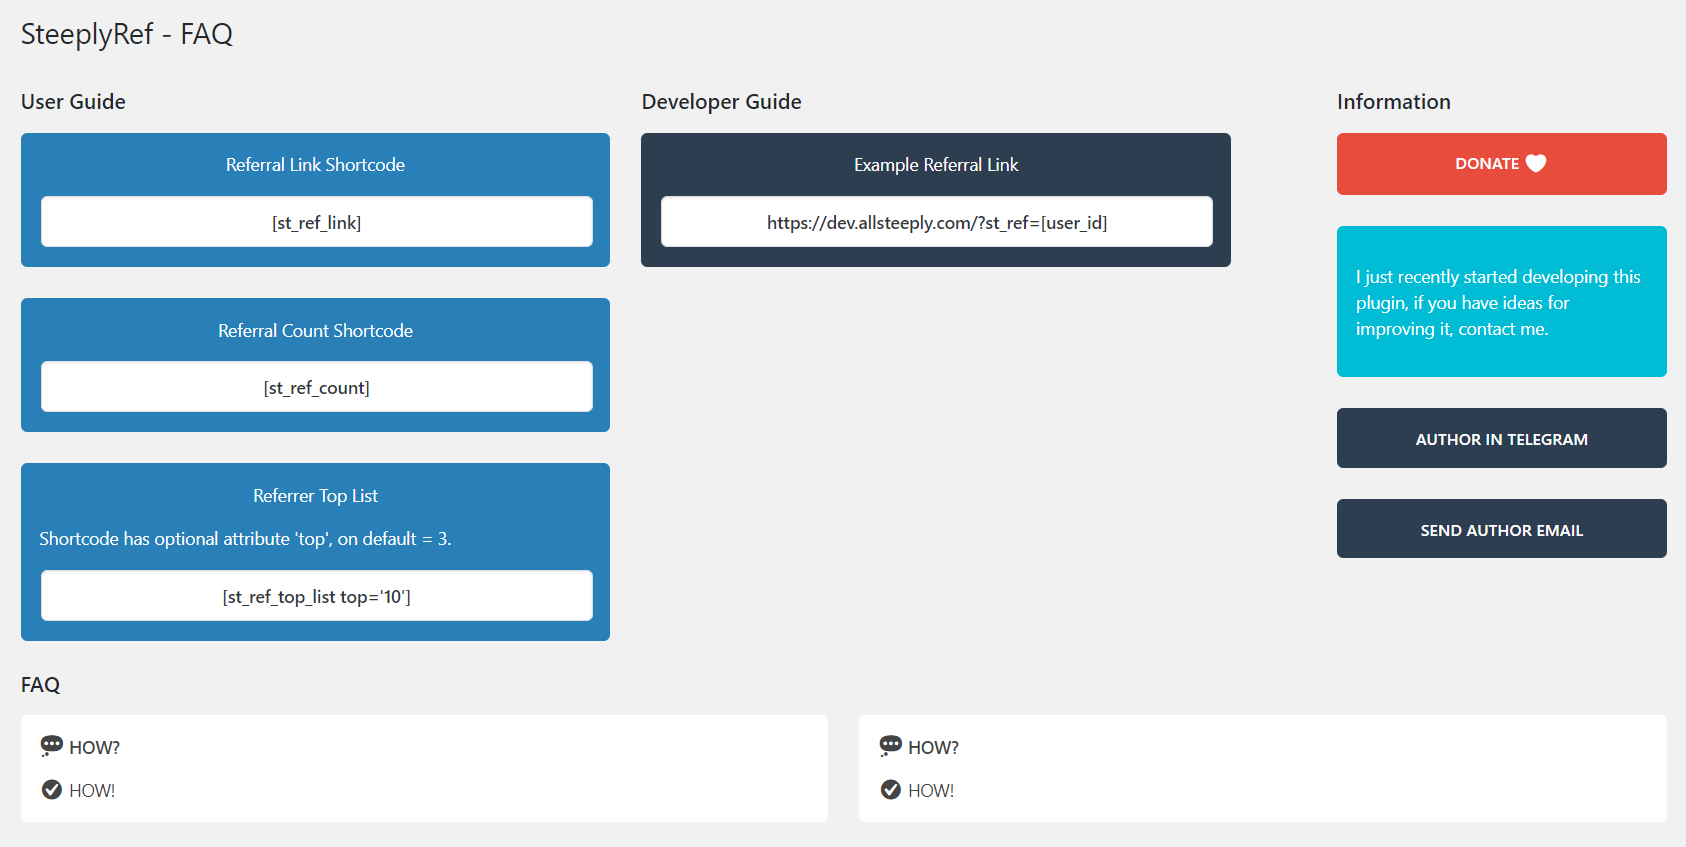 SteeplyRef - FAQ
User Guide
Referral Link Shortcode
[st_ref_link]
Referral Count Shortcode
[st_ref_count]
Referrer Top List
Shortcode has optional attribute 'top', on default = 3.
[st_ref_top_list top='10']
Developer Guide
Example Referral Link
https://dev.allsteeply.com/?st_ref=[user_id]
Information
DONATE
I just recently started developing this
plugin, if you have ideas for
improving it, contact me.
AUTHOR IN TELEGRAM
SEND AUTHOR EMAIL
FAQ
HOW?
HOW!
HOW?
HOW!